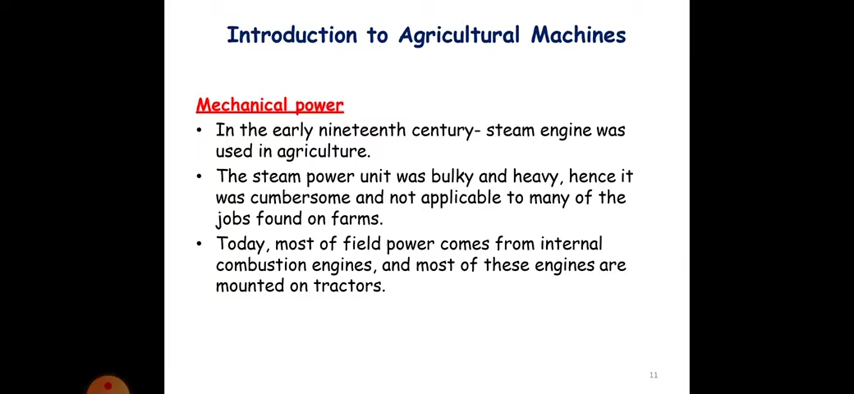 Introduction to Agricultural Machines
Mechanical power
• In the early nineteenth century- steam engine was
used in agriculture.
• The steam power unit was bulky and heavy, hence it
was cumbersome and not applicable to many of the
jobs found on farms.
• Today, most of field power comes from internal
combustion engines, and most of these engines are
mounted on tractors.
11